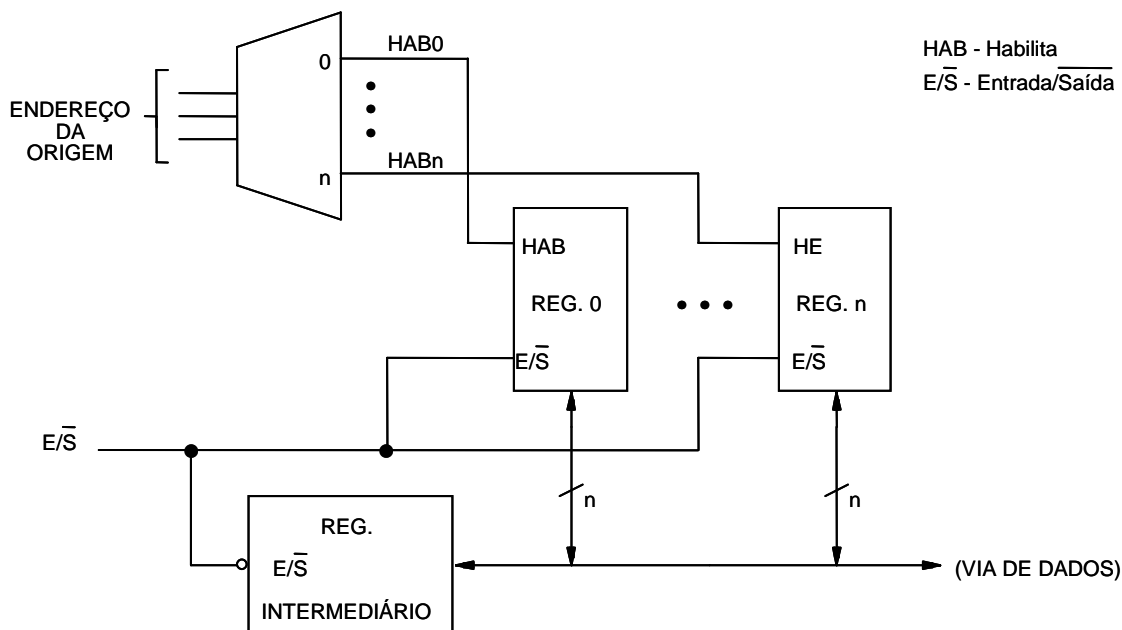 HAB0
0
HAB - Habilita
E/S̅ - Entrada/S̅a̅í̅d̅a̅
ENDEREÇO
DA
ORIGEM
HABn
n
HAB
REG. 0
E/S̅
HE
REG. n
E/S̅
E/S̅
n
n
REG.
E/S̅
INTERMEDIÁRIO
(VIA DE DADOS)